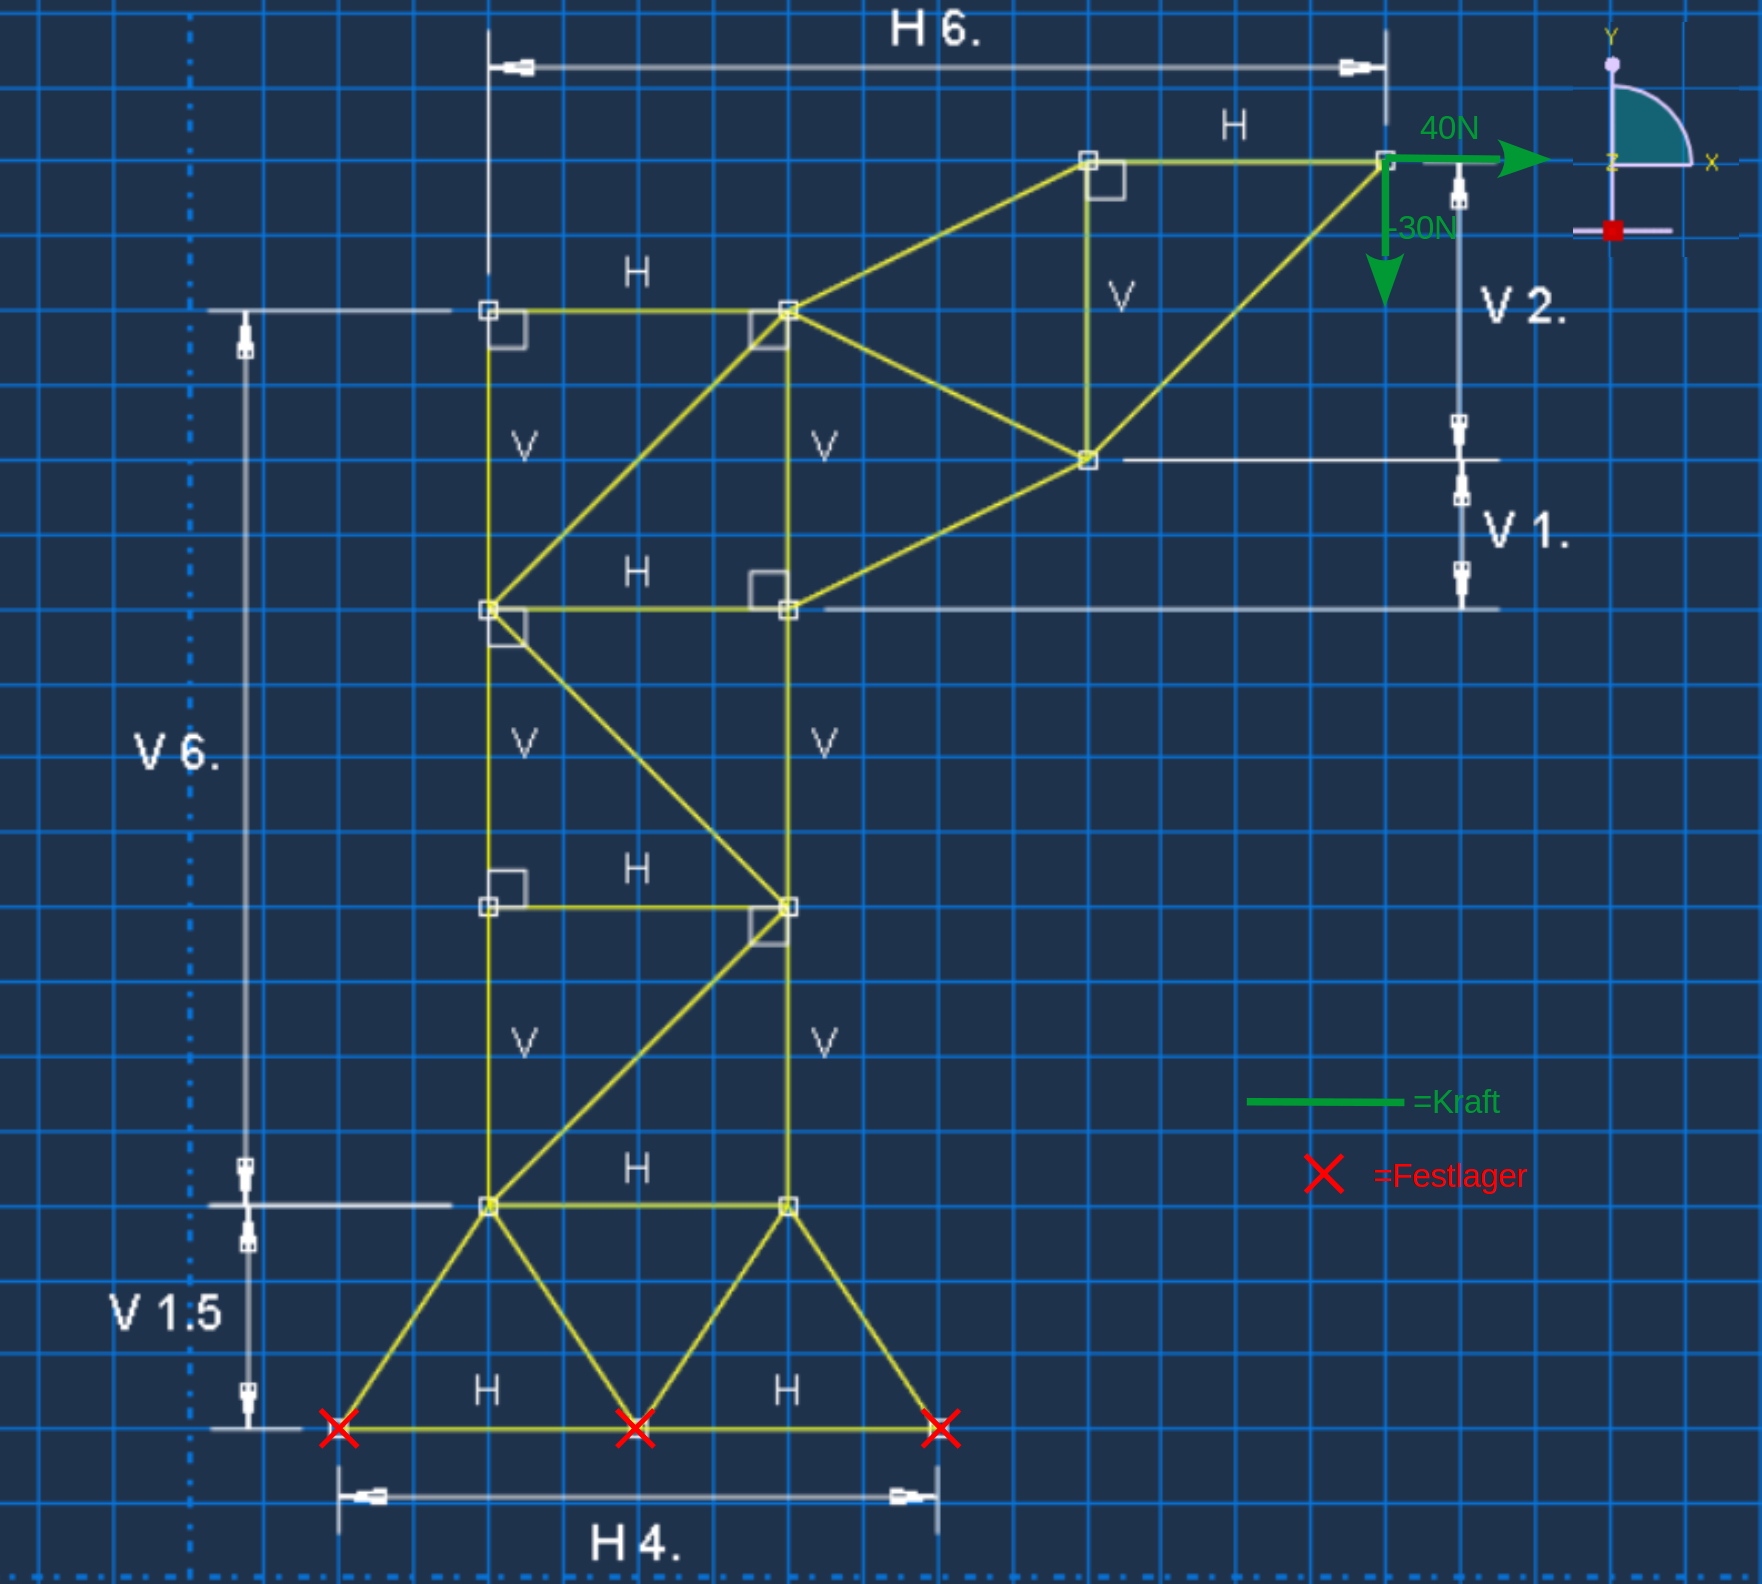 H 6.
Y
H
40N
Z
X
-30N
H
V
V 2.
V
V
V 1.
H
V 6.
V
V
H
V
V
=Kraft
H
=Festlager
V 1.5
H
H
H 4.